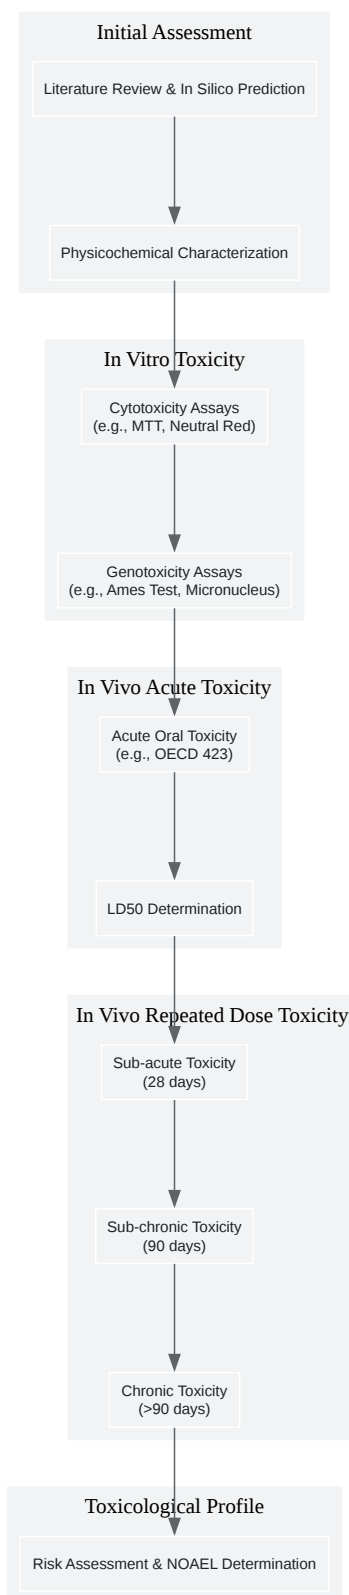 Initial Assessment
Literature Review & In Silico Prediction
Physicochemical Characterization
In Vitro Toxicity
Cytotoxicity Assays
(e.g., MTT, Neutral Red)
Genotoxicity Assays
(e.g., Ames Test, Micronucleus)
In Vivo Acute Toxicity
Acute Oral Toxicity
(e.g., OECD 423)
LD50 Determination
In Vivo Repeated Dose Toxicity
Sub-acute Toxicity
(28 days)
Sub-chronic Toxicity
(90 days)
Chronic Toxicity
(>90 days)
Toxicological Profile
Risk Assessment & NOAEL Determination